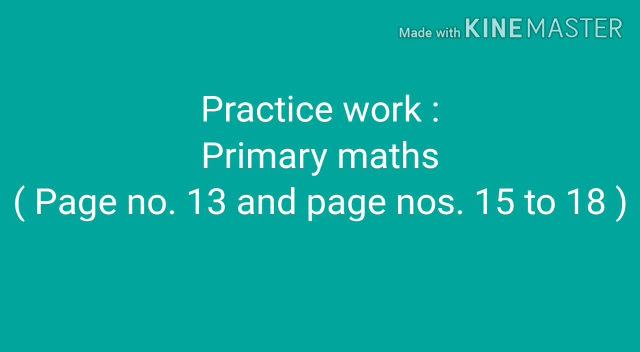 Made with KINEMASTER
Practice work :
Primary maths
( Page no. 13 and page nos. 15 to 18 )